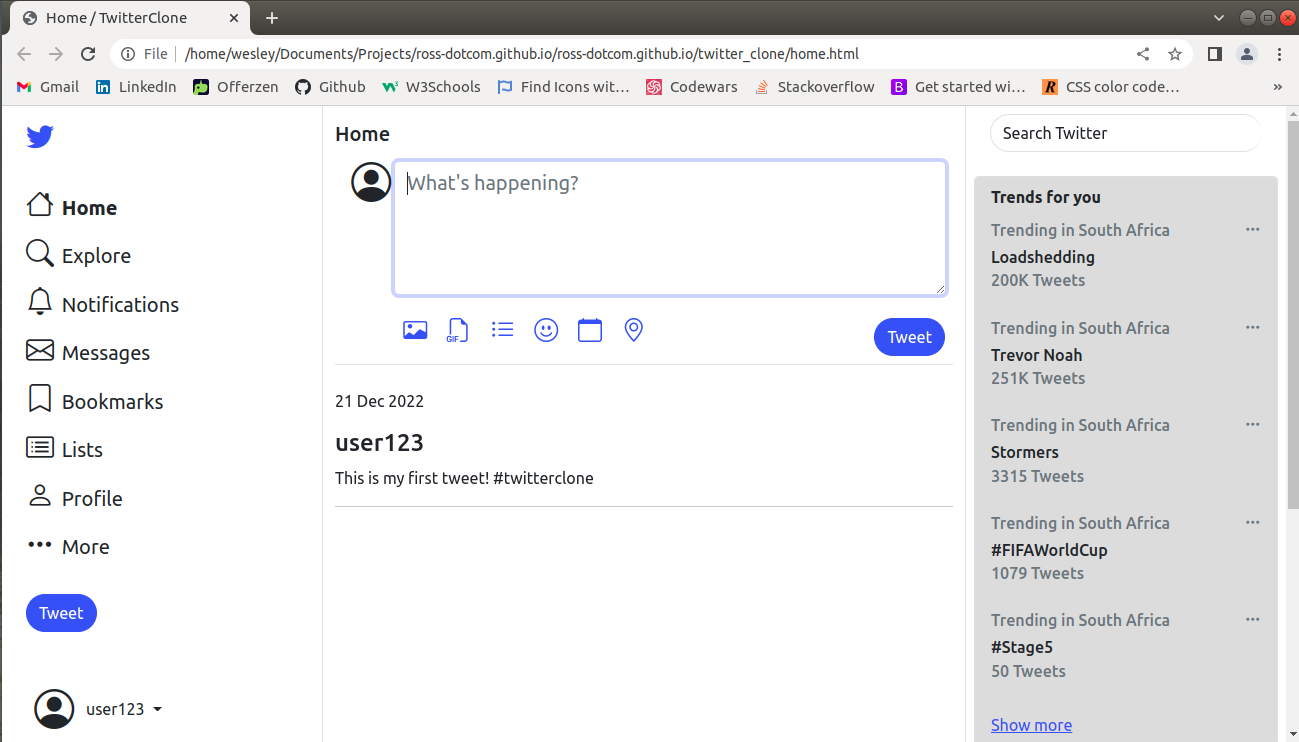 Home / TwitterClone
File /home/wesley/Documents/Projects/ross-dotcom.github.io/ross-dotcom.github.io/twitter_clone/home.html
Gmail LinkedIn Offerzen Github W3Schools Find Icons wit... Codewars Stackoverflow Get started wi... CSS color code... »
Home
Explore
Notifications
Messages
Bookmarks
Lists
Profile
More
Tweet
user123
Home
What's happening?
GIF
Tweet
21 Dec 2022
user123
This is my first tweet! #twitterclone
Search Twitter
Trends for you
Trending in South Africa
Loadshedding
200K Tweets
Trending in South Africa
Trevor Noah
251K Tweets
Trending in South Africa
Stormers
3315 Tweets
Trending in South Africa
#FIFAWorldCup
1079 Tweets
Trending in South Africa
#Stage5
50 Tweets
Show more